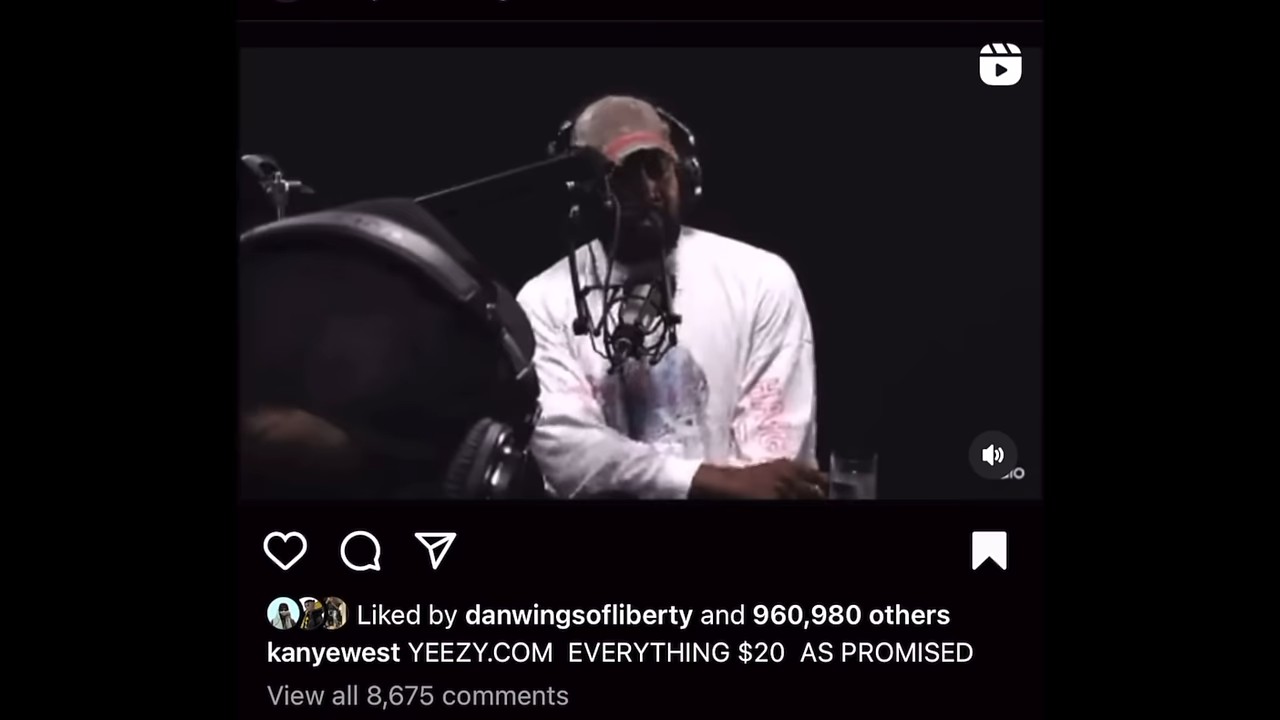 Liked by danwingsofliberty and 960,980 others
kanyewest YEEZY.COM EVERYTHING $20 AS PROMISED
View all 8,675 comments